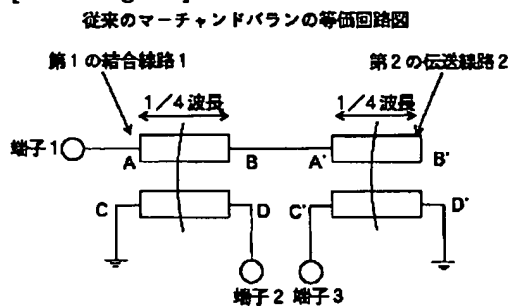 従来のマーチャンドバランの等価回路図
第1の結合線路1
第2の伝送線路2
1/4波長
1/4波長
端子1
A
B
A'
B'
C
D
C'
D'
端子2
端子3